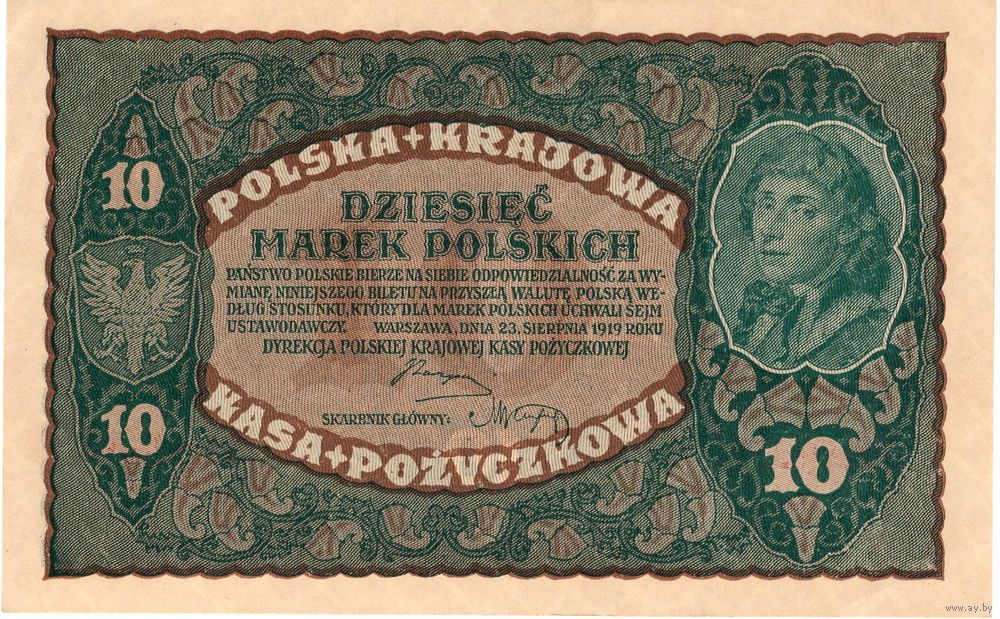 POLSKA+KRAJOWA
10
DZIESIĘĆ
MAREK POLSKICH
PAŃSTWO POLSKIE BIERZE NA SIEBIE ODPOWIEDZIALNOŚĆ ZA WY-
MIANĘ NINIEJSZEGO BILETU NA PRZYSZŁĄ WALUTĘ POLSKĄ WE-
DŁUG STOSUNKU, KTÓRY DLA MAREK POLSKICH UCHWALI SEJM
USTAWODAWCZY. WARSZAWA, DNIA 23. SIERPNIA 1919 ROKU
DYREKCJA POLSKIEJ KRAJOWEJ KASY POŻYCZKOWEJ
SKARBNIK GŁÓWNY:
10
KASA+POŻYCZKOWA
10
www.ay.by